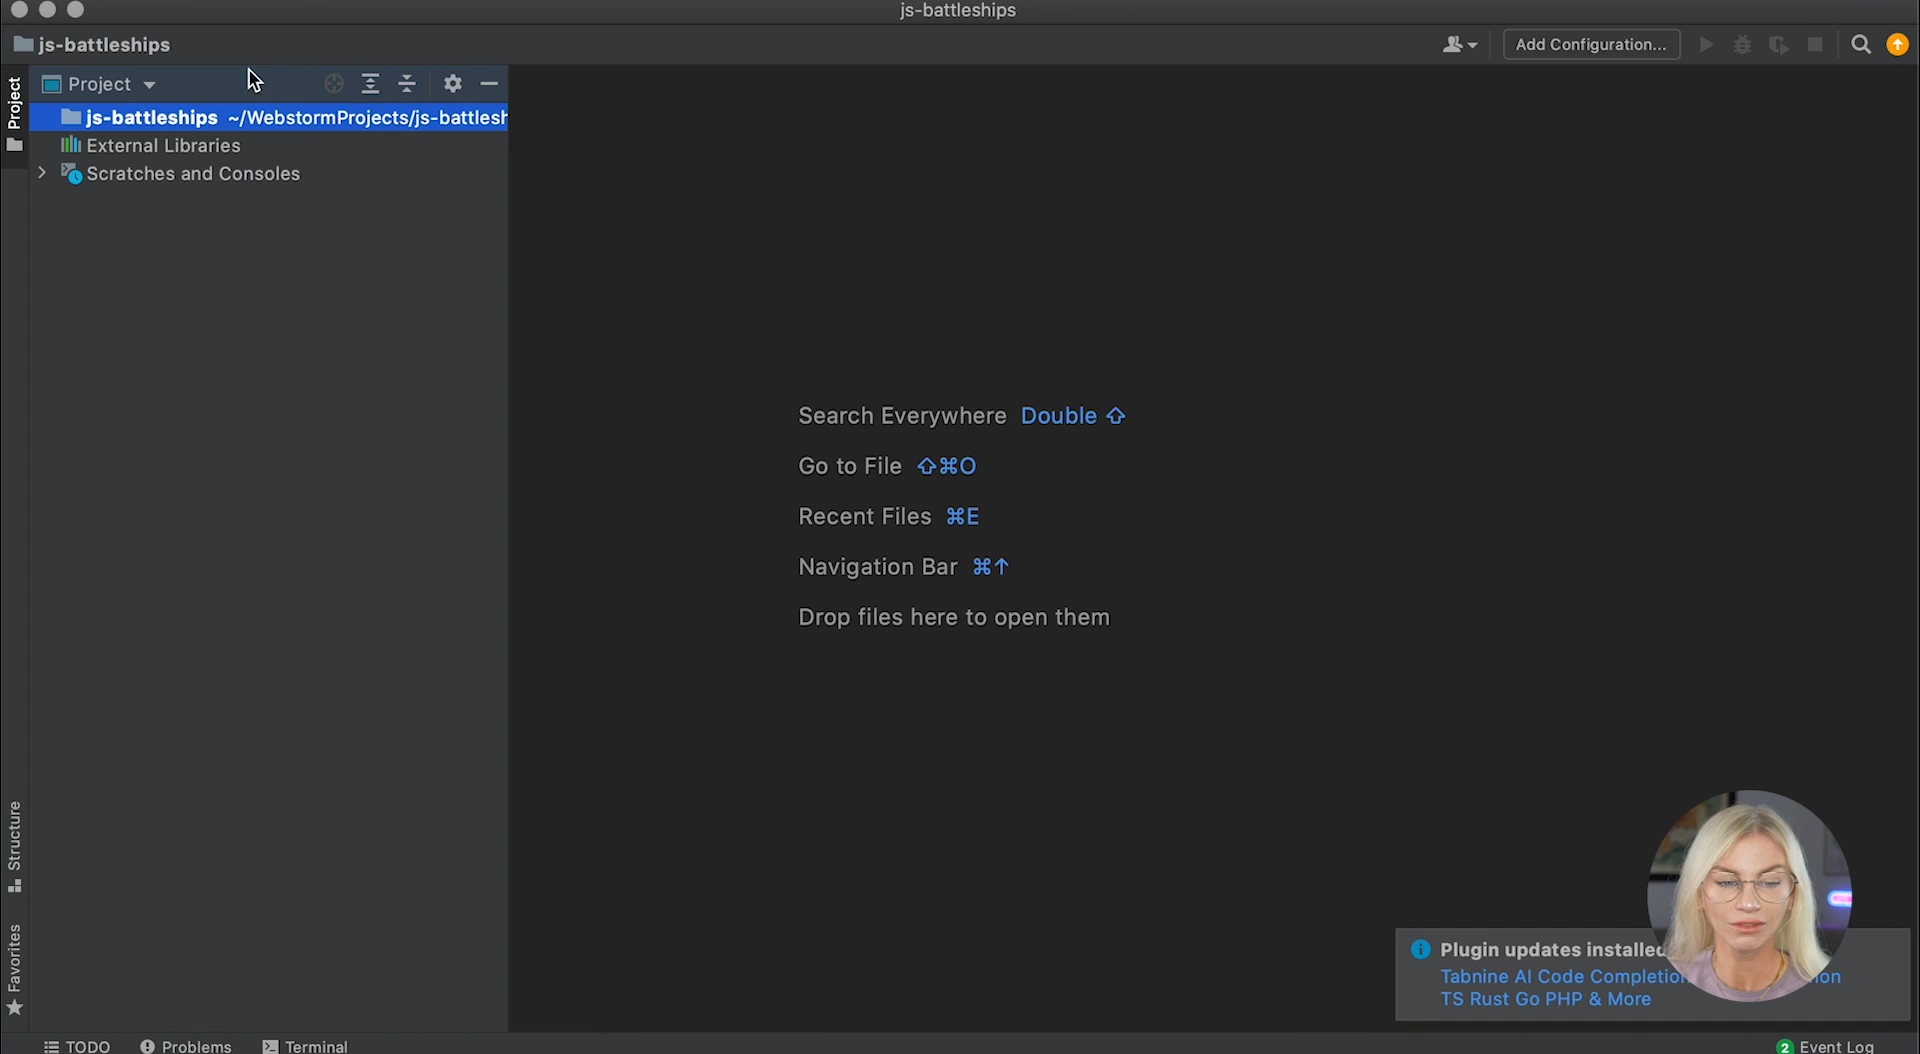 js-battleships
js-battleships
Add Configuration...
Project
Project
js-battleships ~/WebstormProjects/js-battlesh
External Libraries
Scratches and Consoles
Search Everywhere Double ⇧
Go to File ⇧⌘O
Recent Files ⌘E
Navigation Bar ⌘↑
Drop files here to open them
Structure
Favorites
Plugin updates installed
Tabnine AI Code Completion on
TS Rust Go PHP & More
TODO
Problems
Terminal
2 Event Log